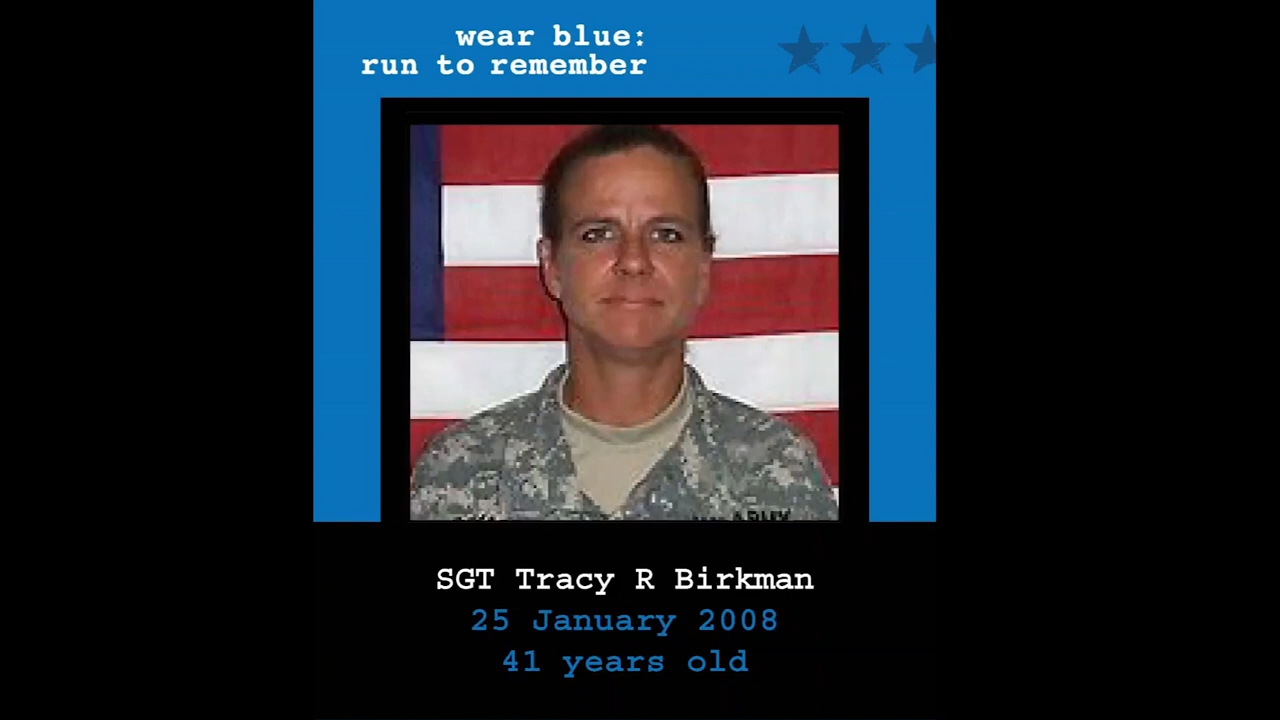 wear blue:
run to remember
SGT Tracy R Birkman
25 January 2008
41 years old